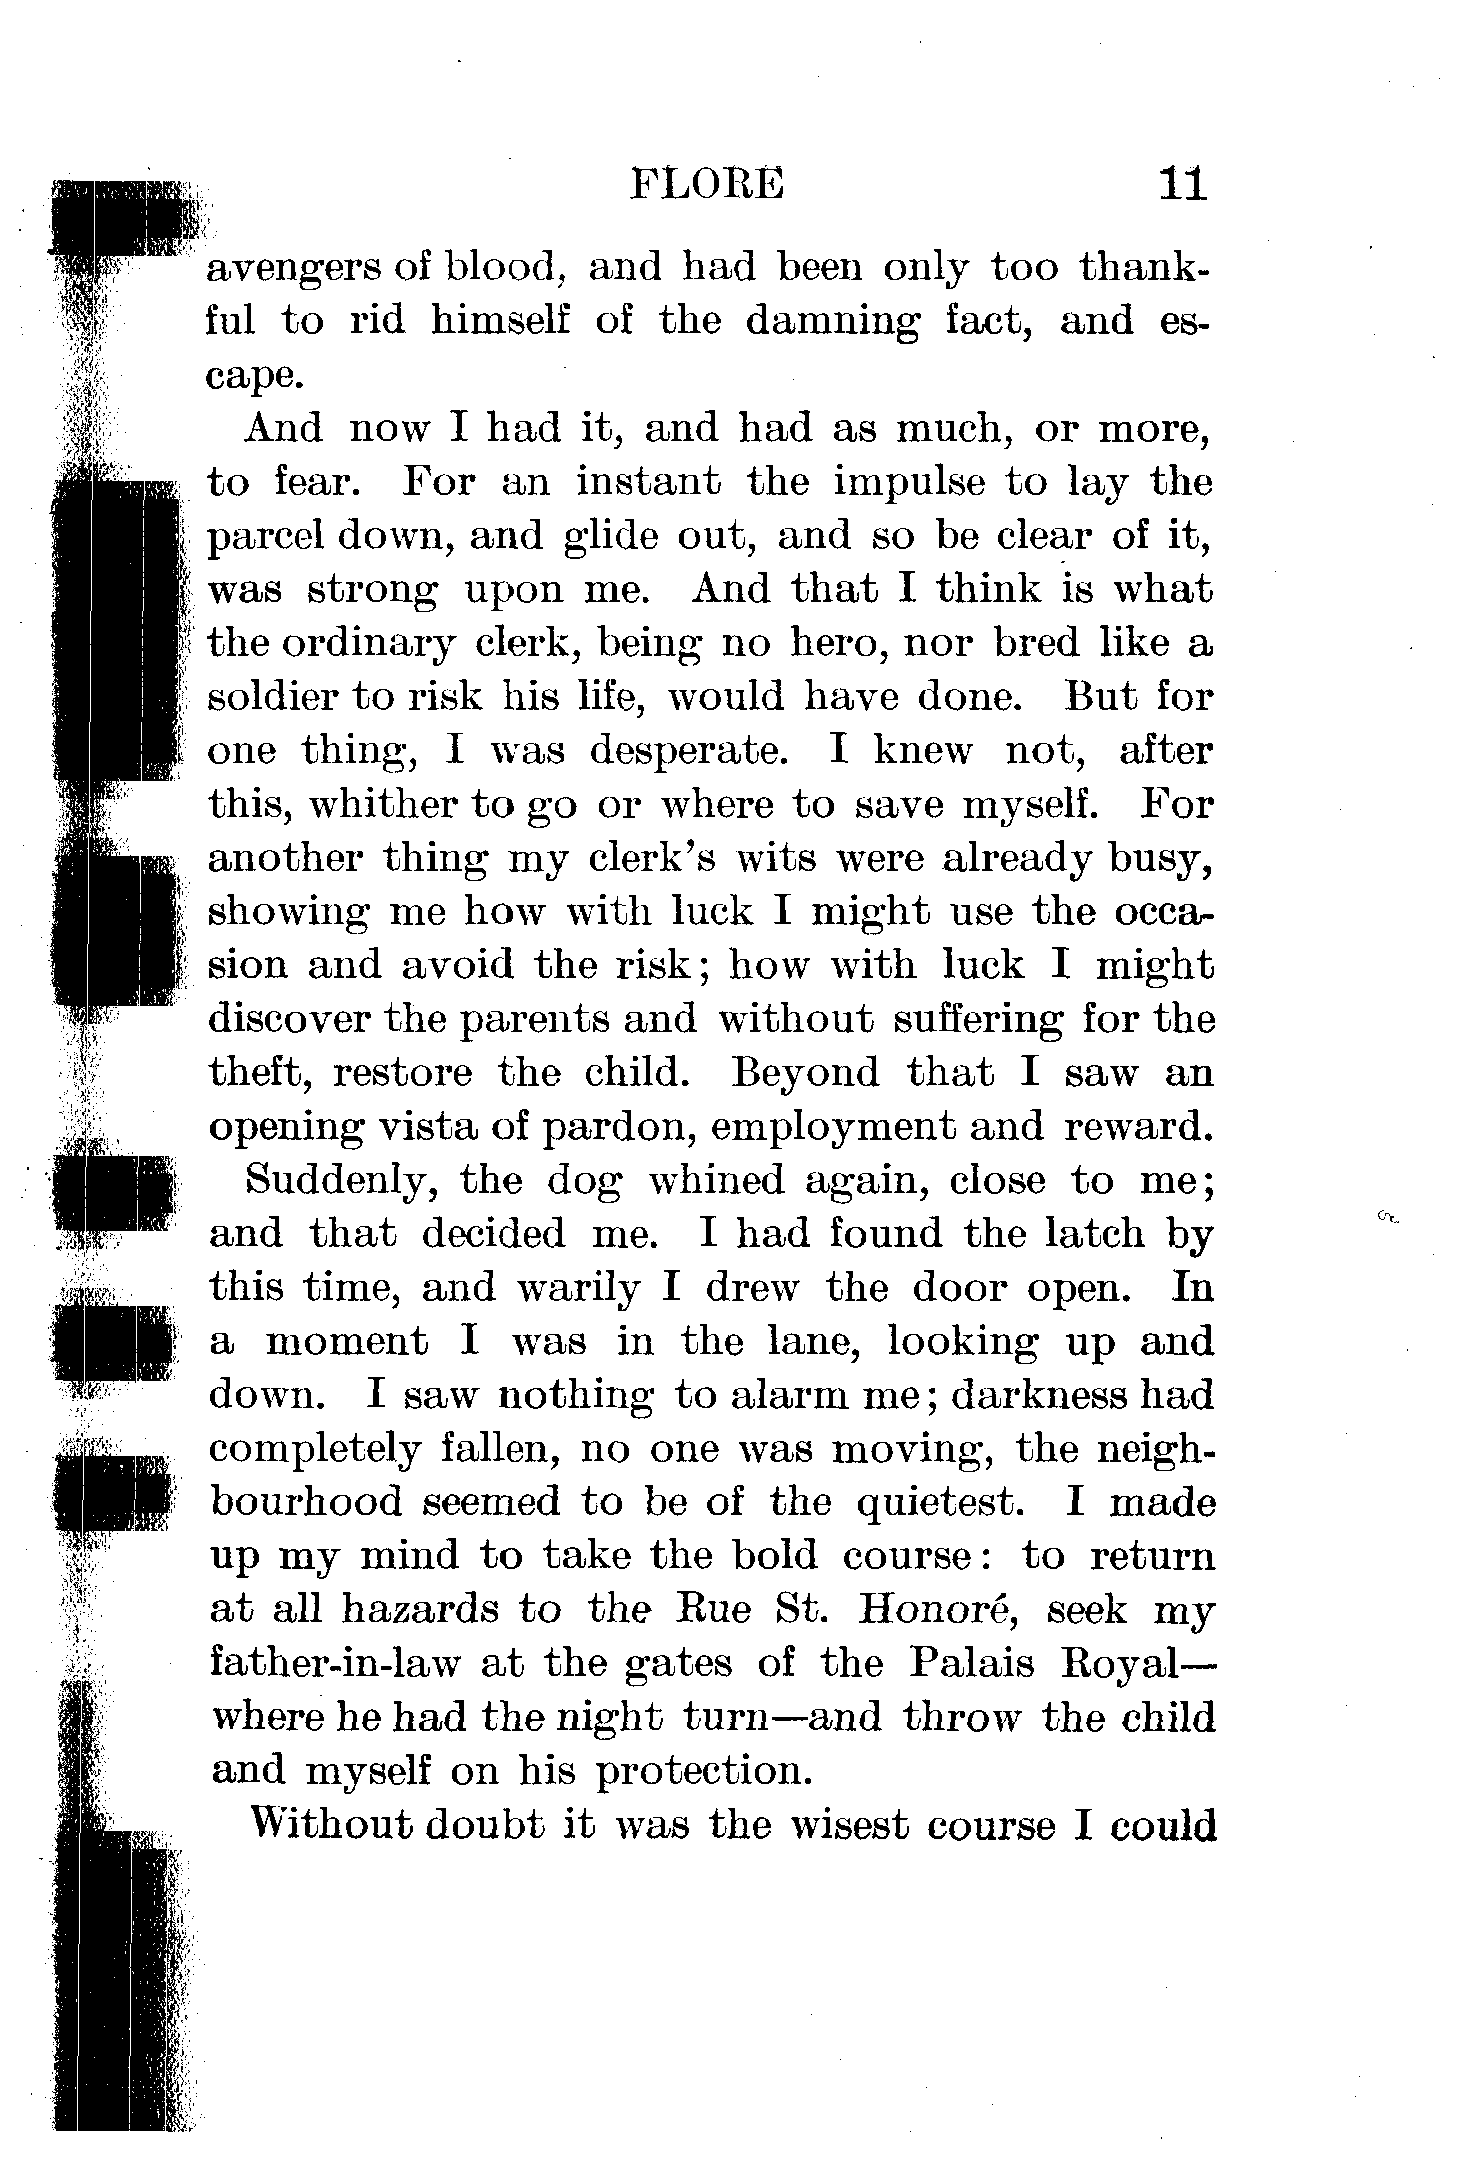 FLORE 11
avengers of blood, and had been only too thank-
ful to rid himself of the damning fact, and es-
cape.
And now I had it, and had as much, or more,
to fear. For an instant the impulse to lay the
parcel down, and glide out, and so be clear of it,
was strong upon me. And that I think is what
the ordinary clerk, being no hero, nor bred like a
soldier to risk his life, would have done. But for
one thing, I was desperate. I knew not, after
this, whither to go or where to save myself. For
another thing my clerk's wits were already busy,
showing me how with luck I might use the occa-
sion and avoid the risk; how with luck I might
discover the parents and without suffering for the
theft, restore the child. Beyond that I saw an
opening vista of pardon, employment and reward.
Suddenly, the dog whined again, close to me;
and that decided me. I had found the latch by
this time, and warily I drew the door open. In
a moment I was in the lane, looking up and
down. I saw nothing to alarm me; darkness had
completely fallen, no one was moving, the neigh-
bourhood seemed to be of the quietest. I made
up my mind to take the bold course: to return
at all hazards to the Rue St. Honoré, seek my
father-in-law at the gates of the Palais Royal—
where he had the night turn—and throw the child
and myself on his protection.
Without doubt it was the wisest course I could